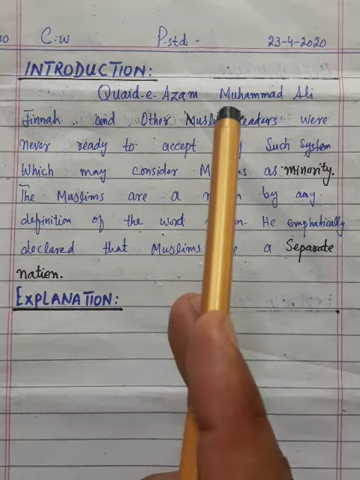 C.W P.std. 23-4-2020
INTRODUCTION:
Quaid-e-Azam Muhammad Ali
Jinnah and Other leaders were
never ready to accept Such System
Which may consider as minority.
The Muslims are a by any
definition of the word He emphatically
declared that Muslims a Separate
nation.
EXPLANATION: